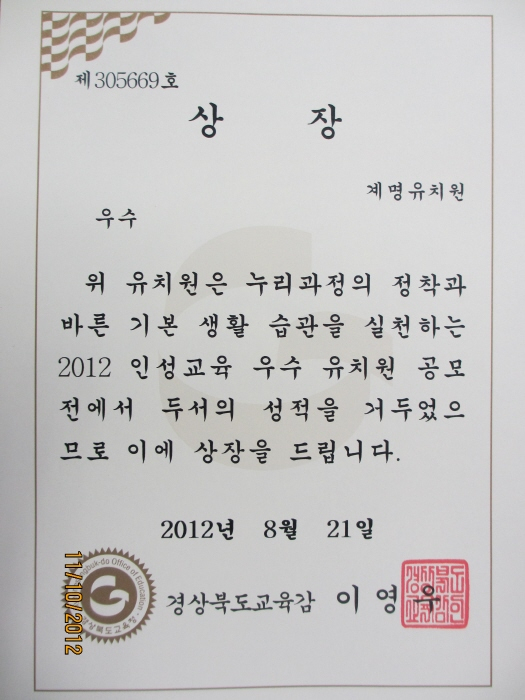 제305669호
상 장
계명유치원
우수
위 유치원은 누리과정의 정착과
바른 기본 생활 습관을 실천하는
2012 인성교육 우수 유치원 공모
전에서 두서의 성적을 거두었으
므로 이에 상장을 드립니다.
2012년 8월 21일
경상북도교육감 이영우
Office of Education
11/10/2012